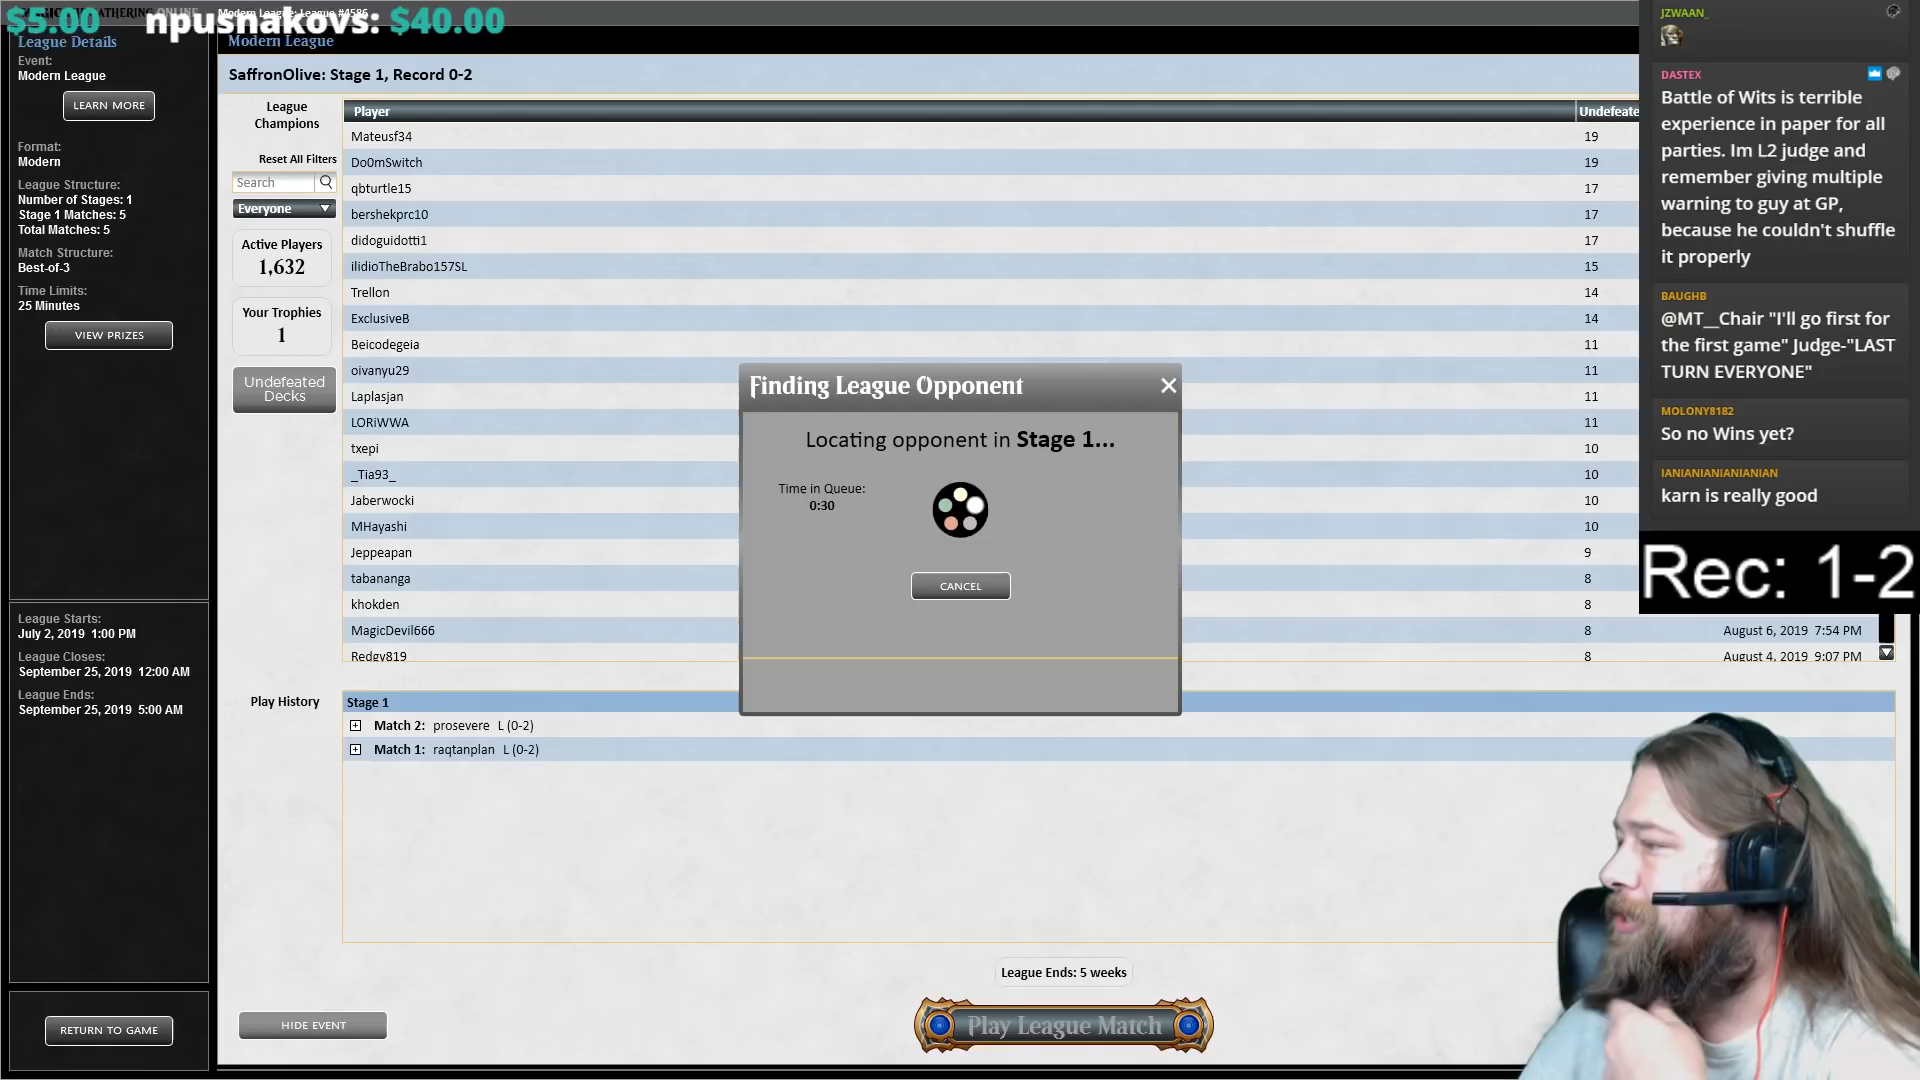 $5.00 npushakovs: $40.00
League Details
Event:
Modern League
LEARN MORE
Format:
Modern
League Structure:
Number of Stages: 1
Stage 1 Matches: 5
Total Matches: 5
Match Structure:
Best-of-3
Time Limits:
25 Minutes
VIEW PRIZES
League Starts:
July 2, 2019 1:00 PM
League Closes:
September 25, 2019 12:00 AM
League Ends:
September 25, 2019 5:00 AM
RETURN TO GAME
Modern League
SaffronOlive: Stage 1, Record 0-2
League
Champions
Reset All Filters
Search
Everyone
Active Players
1,632
Your Trophies
1
Undefeated
Decks
Player Undefeate
Mateusf34 19
Do0mSwitch 19
qbturtle15 17
bershekprc10 17
didoguidotti1 17
ilidioTheBrabo157SL 15
Trellon 14
ExclusiveB 14
Beicodegeia 11
oivanyu29 11
Laplasjan 11
LORiWWA 11
txepi 10
_Tia93_ 10
Jaberwocki 10
MHayashi 10
Jeppeapan 9
tabananga 8
khokden 8
MagicDevil666 8 August 6, 2019 7:54 PM
Redgy819 8 August 4, 2019 9:07 PM
Finding League Opponent
Locating opponent in Stage 1...
Time in Queue:
0:30
CANCEL
Play History
Stage 1
Match 2: prosevere L (0-2)
Match 1: raqtanplan L (0-2)
League Ends: 5 weeks
HIDE EVENT
Play League Match
JZWAAN_
DASTEX
Battle of Wits is terrible
experience in paper for all
parties. Im L2 judge and
remember giving multiple
warning to guy at GP,
because he couldn't shuffle
it properly
BAUGHB
@MT__Chair "I'll go first for
the first game" Judge-"LAST
TURN EVERYONE"
MOLONY8182
So no Wins yet?
IANIANIANIANIANIAN
karn is really good
Rec: 1-2